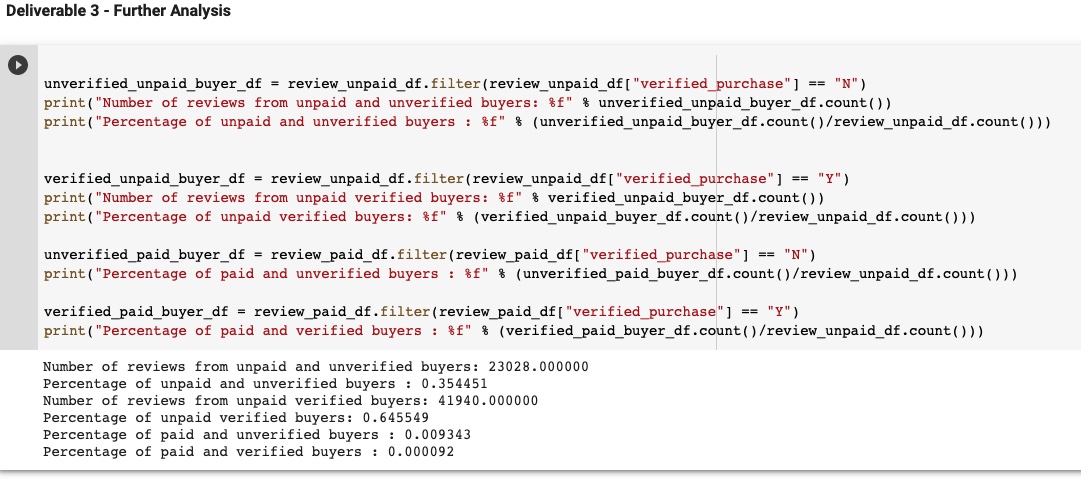 Deliverable 3 - Further Analysis
unverified_unpaid_buyer_df = review_unpaid_df.filter(review_unpaid_df["verified_purchase"] == "N")
print("Number of reviews from unpaid and unverified buyers: %f" % unverified_unpaid_buyer_df.count())
print("Percentage of unpaid and unverified buyers : %f" % (unverified_unpaid_buyer_df.count()/review_unpaid_df.count()))
verified_unpaid_buyer_df = review_unpaid_df.filter(review_unpaid_df["verified_purchase"] == "Y")
print("Number of reviews from unpaid verified buyers: %f" % verified_unpaid_buyer_df.count())
print("Percentage of unpaid verified buyers: %f" % (verified_unpaid_buyer_df.count()/review_unpaid_df.count()))
unverified_paid_buyer_df = review_paid_df.filter(review_paid_df["verified_purchase"] == "N")
print("Percentage of paid and unverified buyers : %f" % (unverified_paid_buyer_df.count()/review_unpaid_df.count()))
verified_paid_buyer_df = review_paid_df.filter(review_paid_df["verified_purchase"] == "Y")
print("Percentage of paid and verified buyers : %f" % (verified_paid_buyer_df.count()/review_unpaid_df.count()))
Number of reviews from unpaid and unverified buyers: 23028.000000
Percentage of unpaid and unverified buyers : 0.354451
Number of reviews from unpaid verified buyers: 41940.000000
Percentage of unpaid verified buyers: 0.645549
Percentage of paid and unverified buyers : 0.009343
Percentage of paid and verified buyers : 0.000092